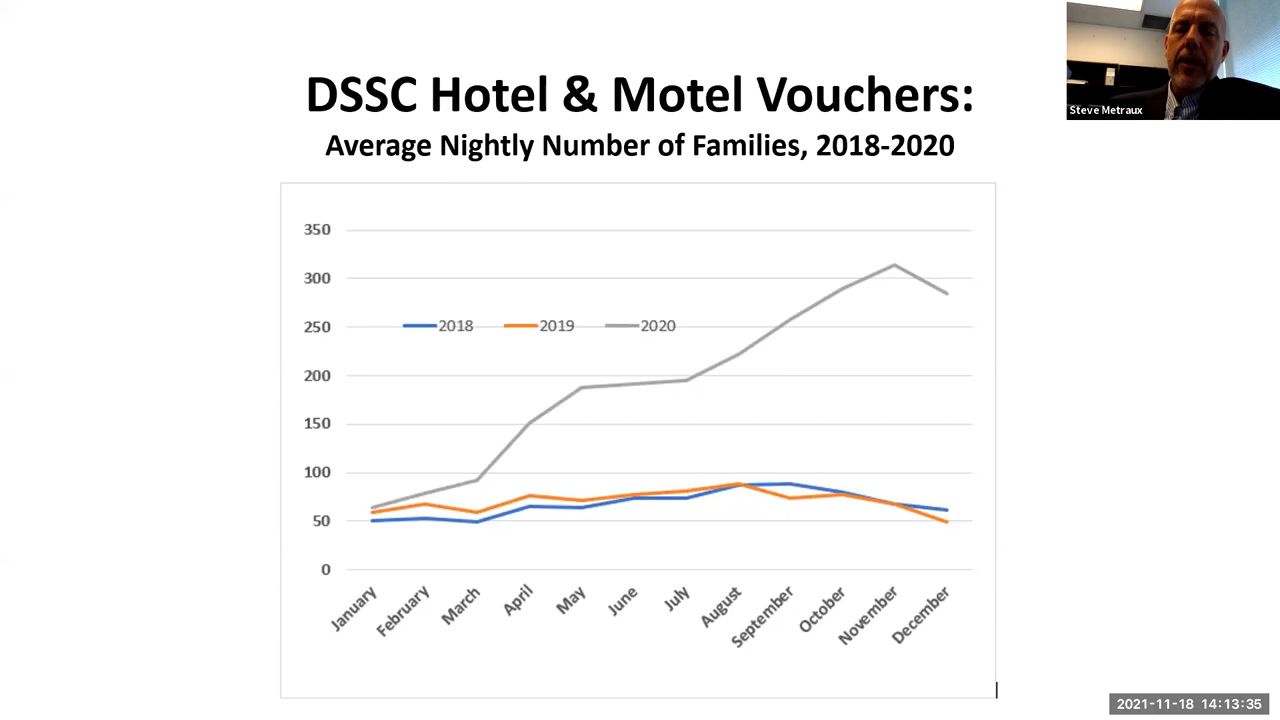 DSSC Hotel & Motel Vouchers:
Average Nightly Number of Families, 2018-2020
Steve Metraux
350
300
250
200
150
100
50
0
2018 2019 2020
January February March April May June July August September October November December
2021-11-18 14:13:35